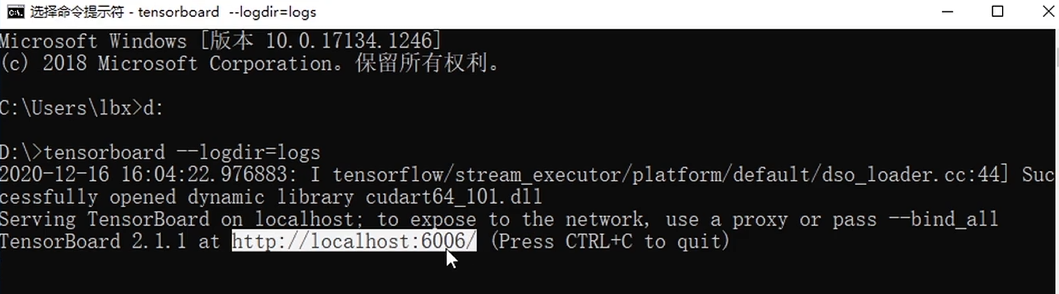 选择命令提示符 - tensorboard  --logdir=logs
Microsoft Windows [版本 10.0.17134.1246]
(c) 2018 Microsoft Corporation。保留所有权利。
C:\Users\lbx>d:
D:\>tensorboard --logdir=logs
2020-12-16 16:04:22.976883: I tensorflow/stream_executor/platform/default/dso_loader.cc:44] Suc
cessfully opened dynamic library cudart64_101.dll
Serving TensorBoard on localhost; to expose to the network, use a proxy or pass --bind_all
TensorBoard 2.1.1 at http://localhost:6006/ (Press CTRL+C to quit)